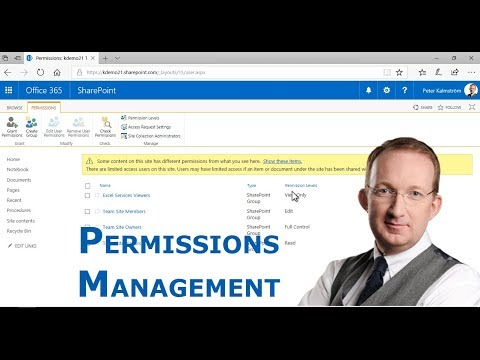 Permissions: kdemo21
https://kdemo21.sharepoint.com/_layouts/15/user.aspx
Office 365 SharePoint Peter Kalmström
BROWSE PERMISSIONS SHARE FOLLOW
Grant Permissions
Create Group
Edit User Permissions
Remove User Permissions
Check Permissions
Permission Levels
Access Request Settings
Site Collection Administrators
Grant Modify Check Manage
Home
Notebook
Documents
Pages
Procedures
Site contents
Recycle Bin
EDIT LINKS
Some content on this site has different permissions from what you see here. Show these items.
There are limited access users on this site. Users may have limited access if an item or document under the site has been shared
Name Type Permission Levels
Excel Services Viewers SharePoint Group View Only
Team Site Members SharePoint Group Edit
Team Site Owners SharePoint Group Full Control
SharePoint Group Read
PERMISSIONS
MANAGEMENT